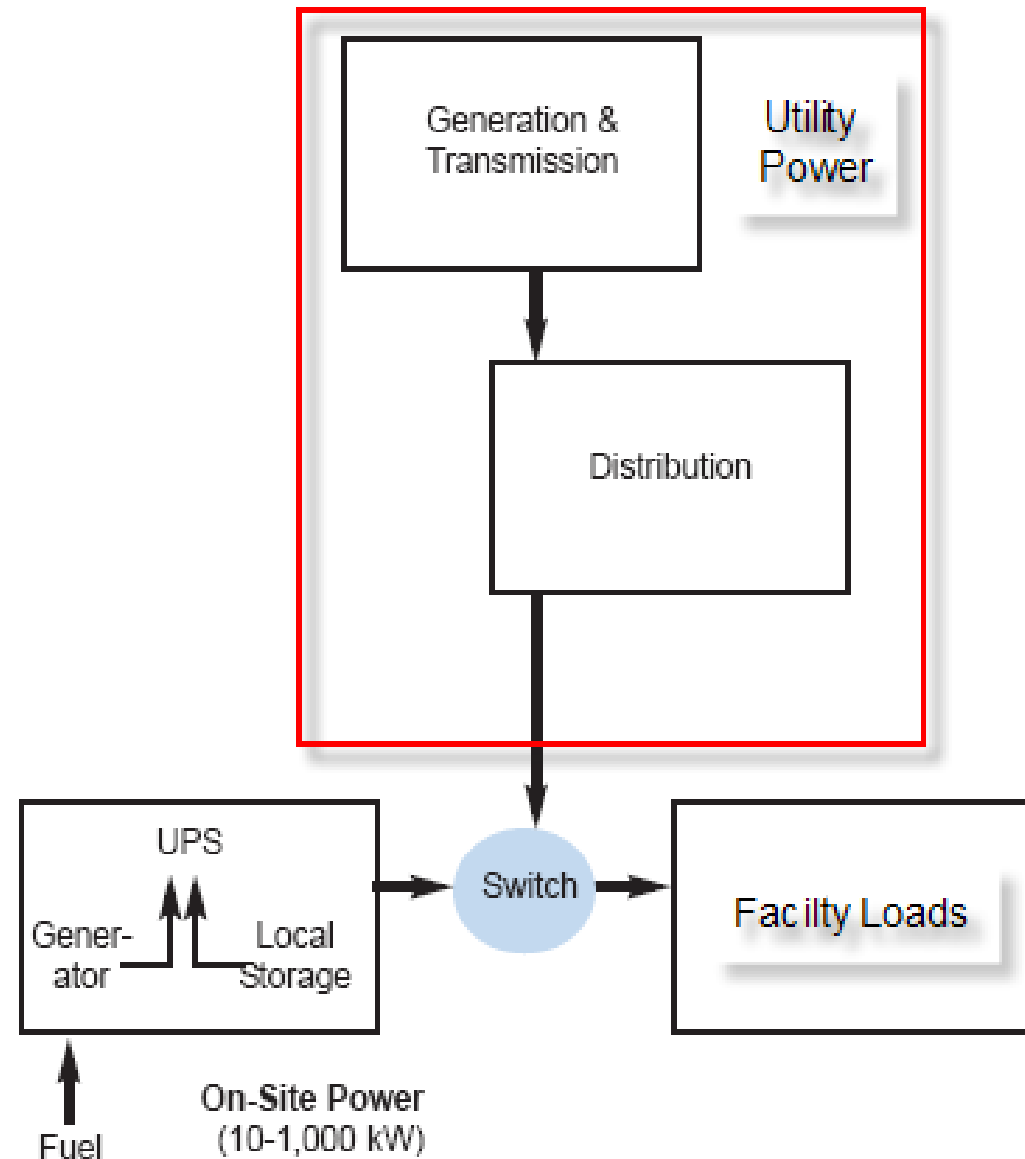 Generation &
Transmission
Utility
Power
Distribution
UPS
Gener-
ator
Local
Storage
Switch
Facilty Loads
Fuel
On-Site Power
(10-1,000 kW)